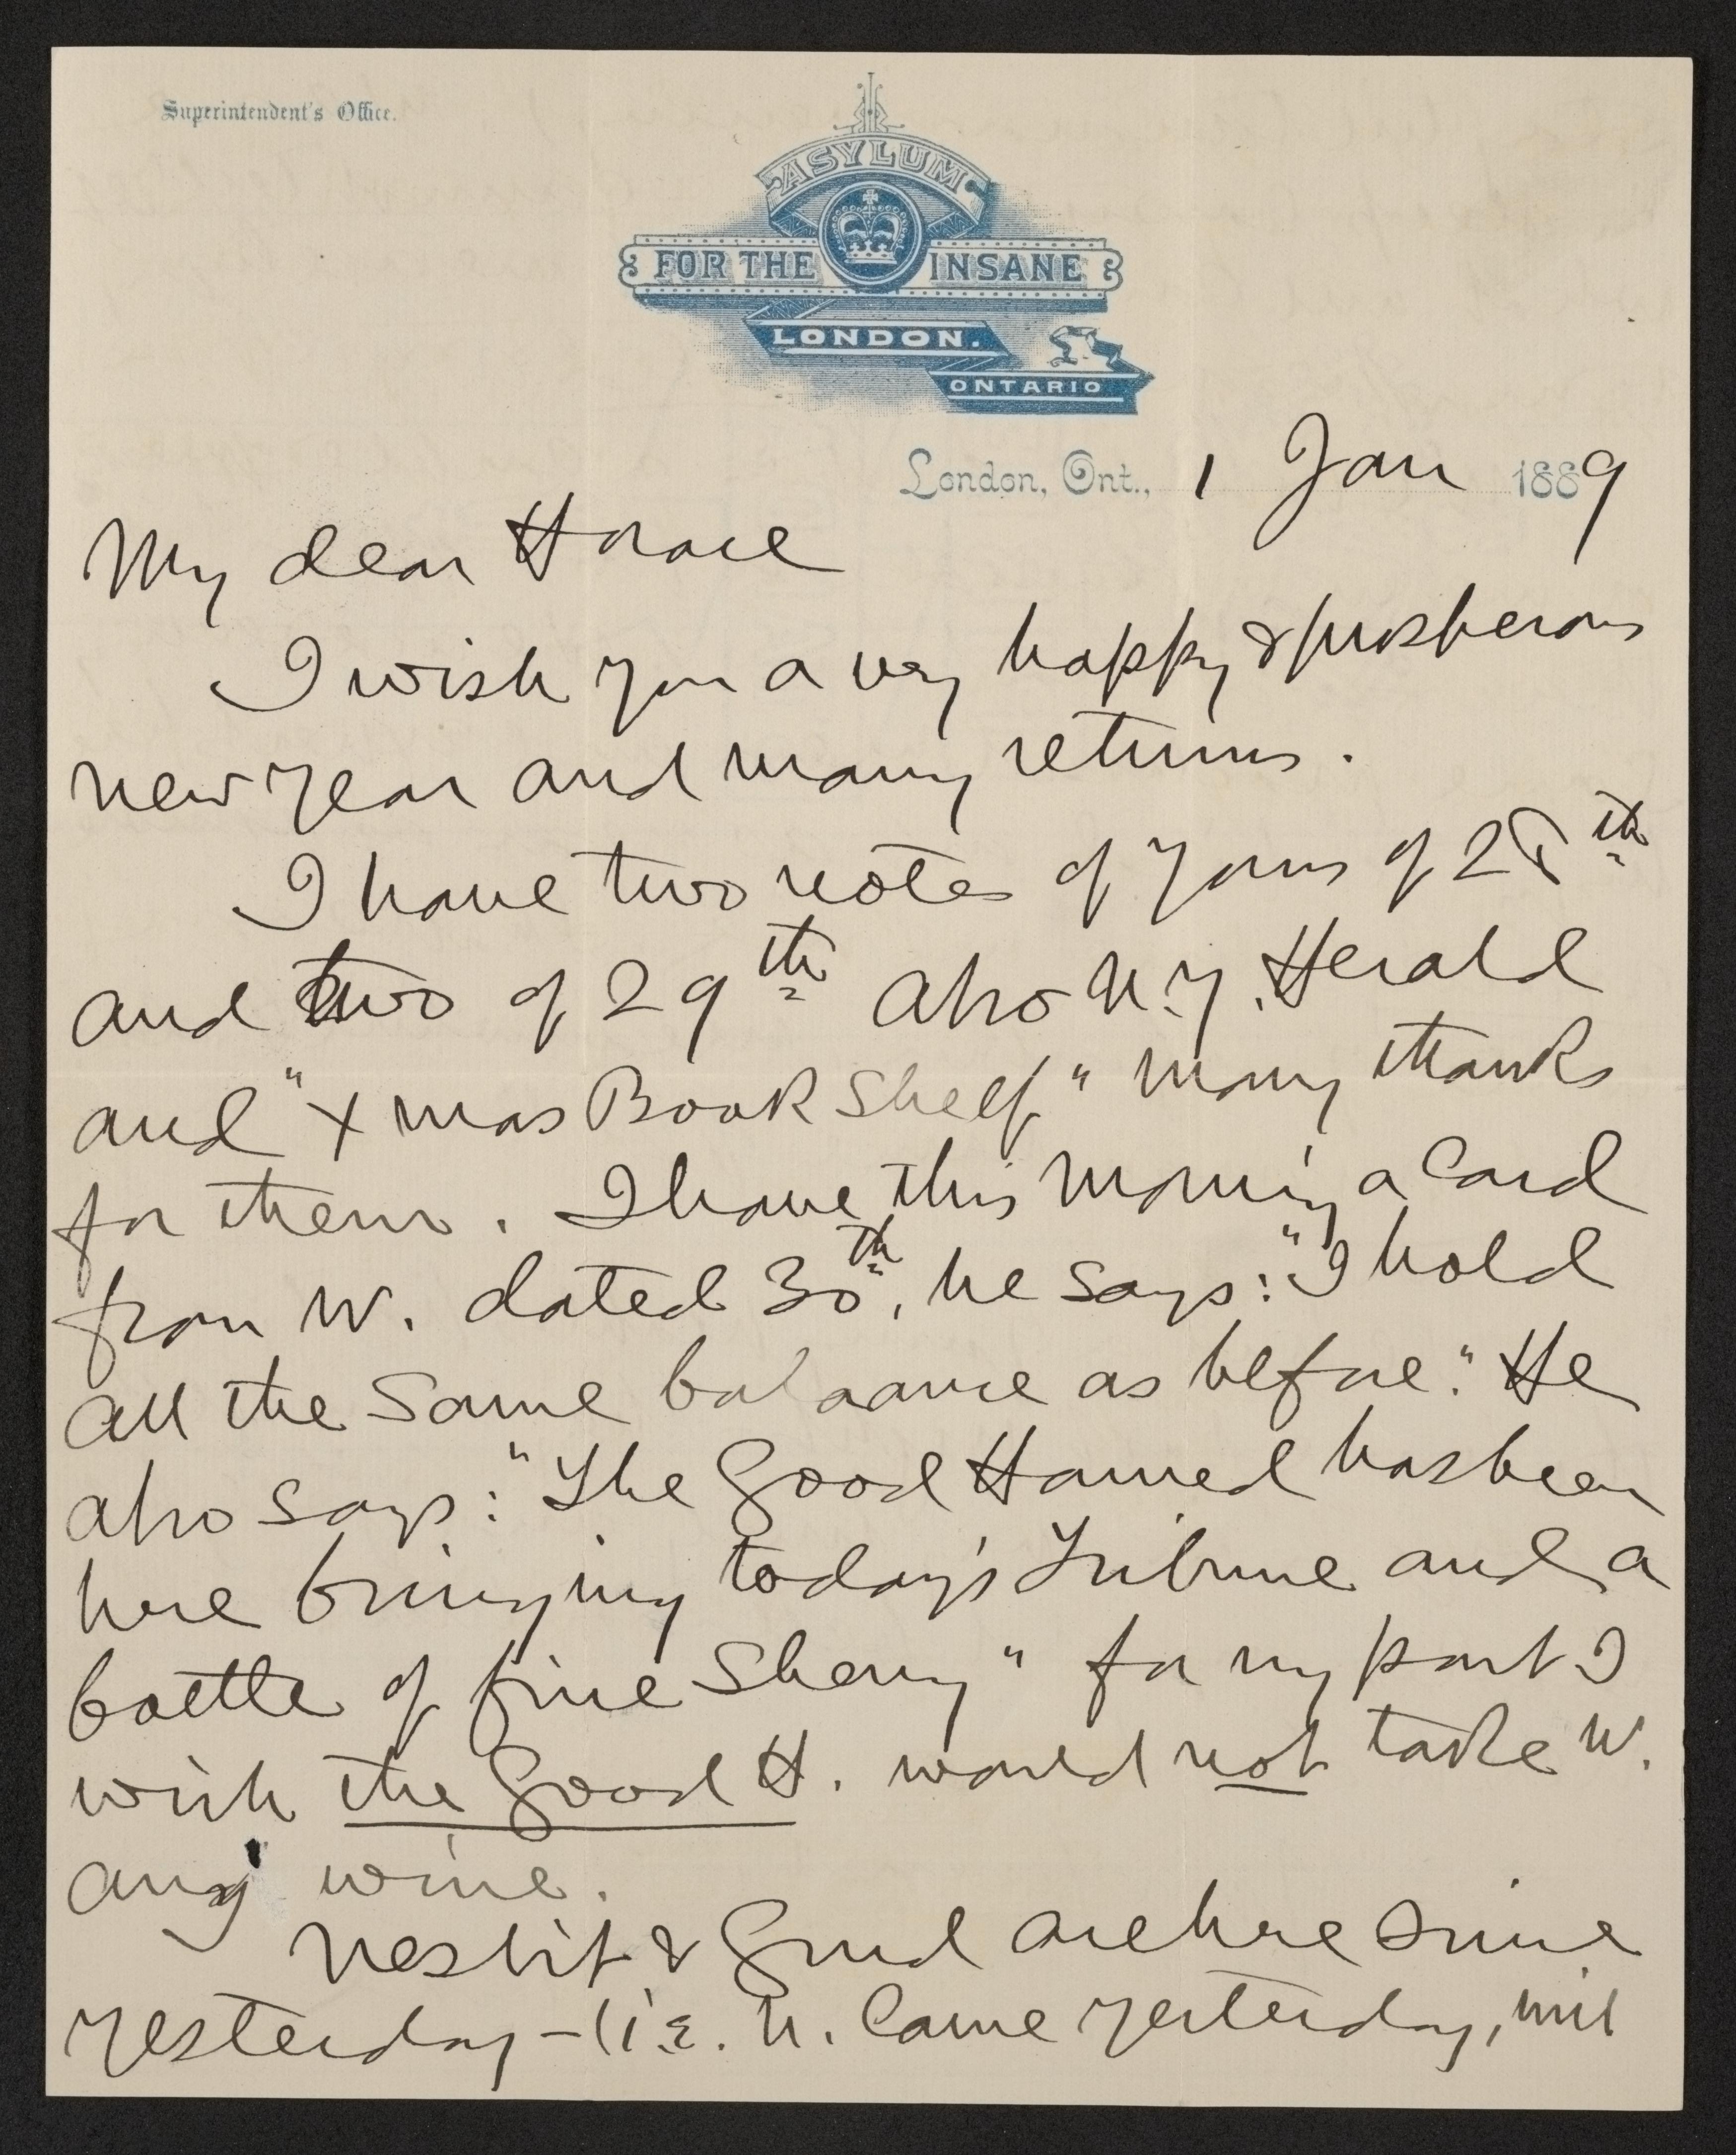 Superintendent's Office.
ASYLUM
FOR THE INSANE
LONDON.
ONTARIO
London, Ont., 1 Jan 1889
My dear Horace
I wish you a very happy & prosperous
new year and many returns.
I have two notes of yours of 28th
and two of 29th also N.Y. Herald
and "Xmas Book Shelf" many thanks
for them. I have this morning a card
from W. dated 30th, he says: "I hold
all the same balaance as before." He
also says: "The good Harned has been
here bringing today's Tribune and a
bottle of fine Sherry" for my part I
wish the good H. would not take W.
any wine.
Nesbit & Gurd are here since
yesterday – (i.e. N. came yesterday, will